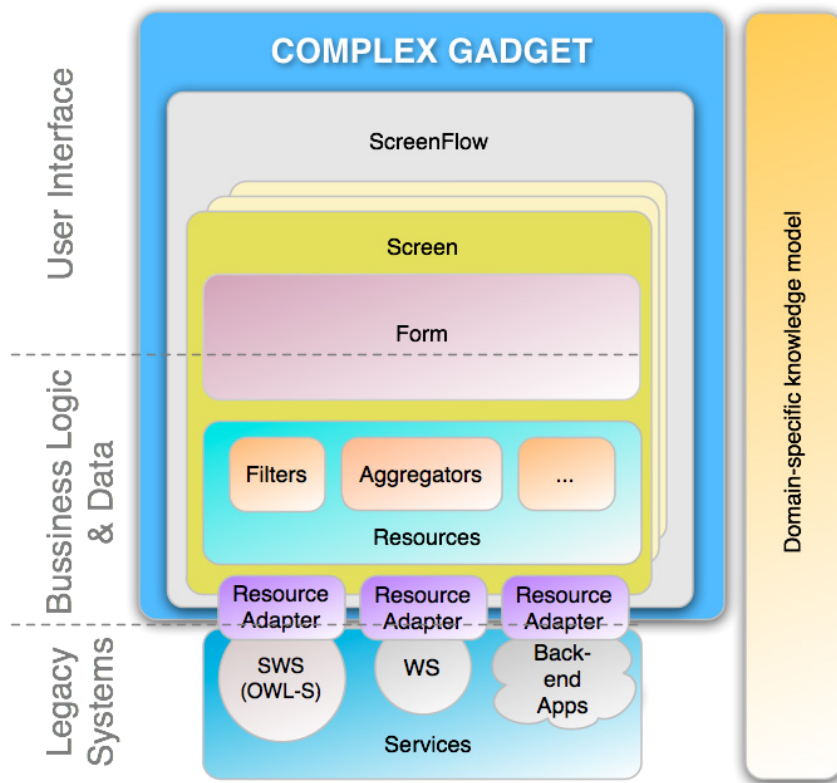 COMPLEX GADGET
ScreenFlow
Screen
Form
Filters
Aggregators
...
Resources
Resource
Adapter
Resource
Adapter
Resource
Adapter
SWS
(OWL-S)
WS
Back-
end
Apps
Services
User Interface
Bussiness Logic
& Data
Legacy
Systems
Domain-specific knowledge model